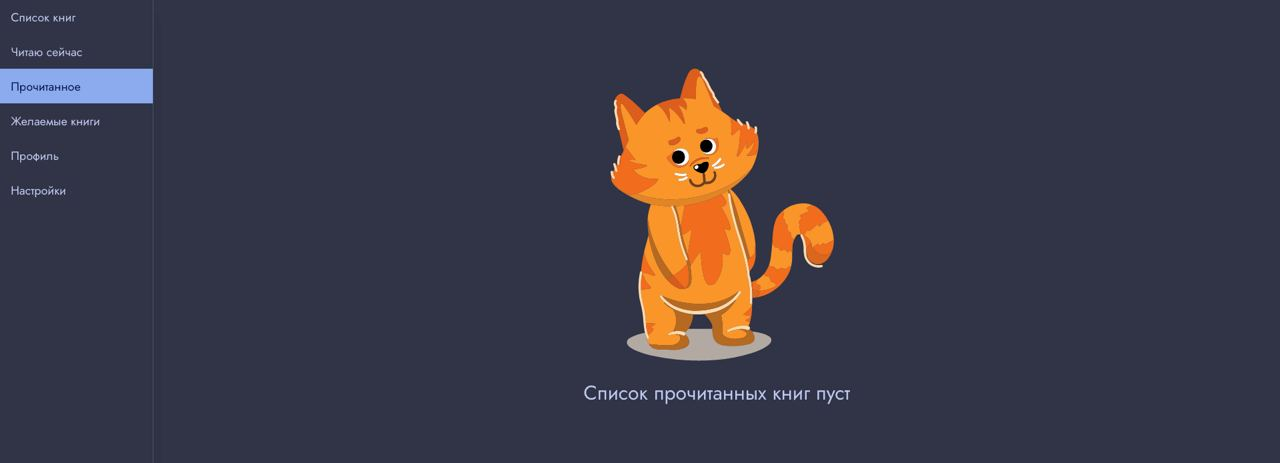 Список книг
Читаю сейчас
Прочитанное
Желаемые книги
Профиль
Настройки
Список прочитанных книг пуст